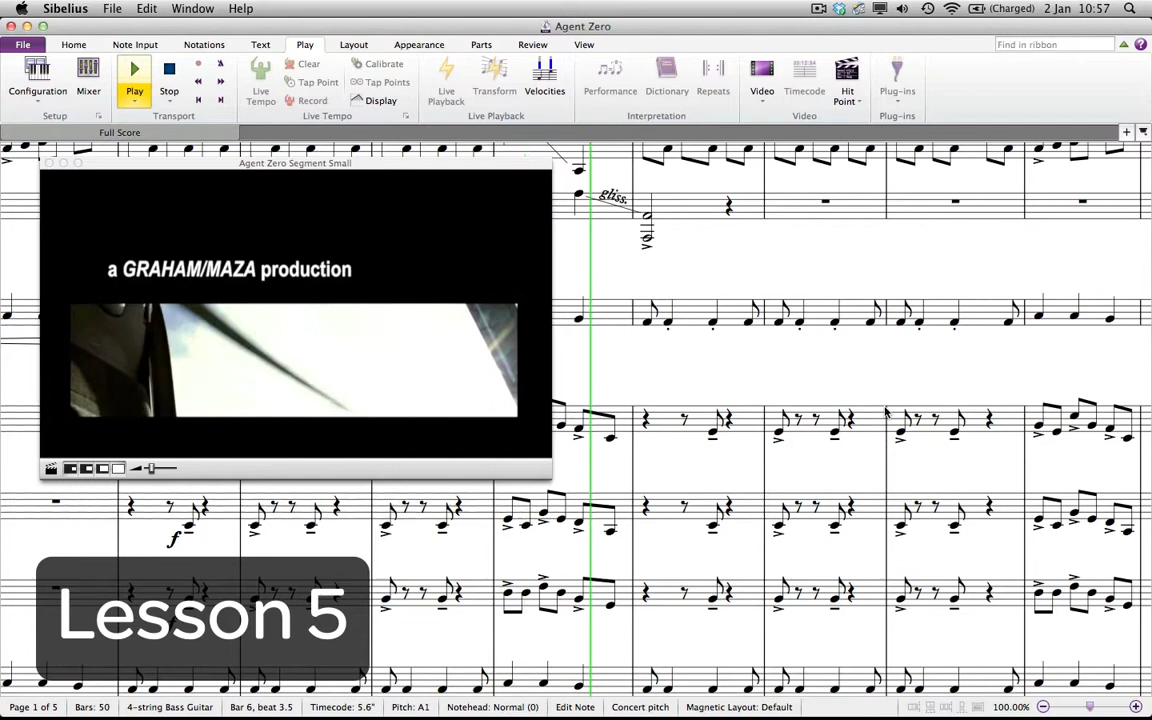 Sibelius File Edit Window Help (Charged) 2 Jan 10:57
Agent Zero
File Home Note Input Notations Text Play Layout Appearance Parts Review View Find in ribbon
Configuration Mixer Play Stop Live Tempo Clear Tap Point Record Calibrate Tap Points Display Live Playback Transform Velocities Performance Dictionary Repeats Video Timecode Hit Point Plug-ins
Setup Transport Live Tempo Live Playback Interpretation Video Plug-ins
Full Score
Agent Zero Segment Small
gliss.
a GRAHAM/MAZA production
f
Lesson 5
Page 1 of 5 Bars: 50 4-string Bass Guitar Bar 6, beat 3.5 Timecode: 5.6" Pitch: A1 Notehead: Normal (0) Edit Note Concert pitch Magnetic Layout: Default 100.00%